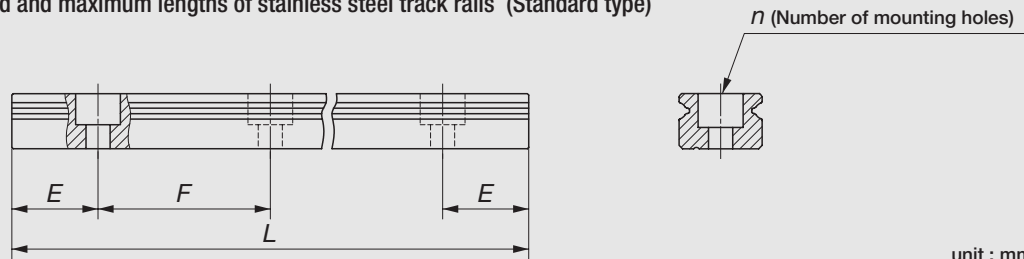 d and maximum lengths of stainless steel track rails (Standard type)
n (Number of mounting holes)
E
F
E
L
unit : mm